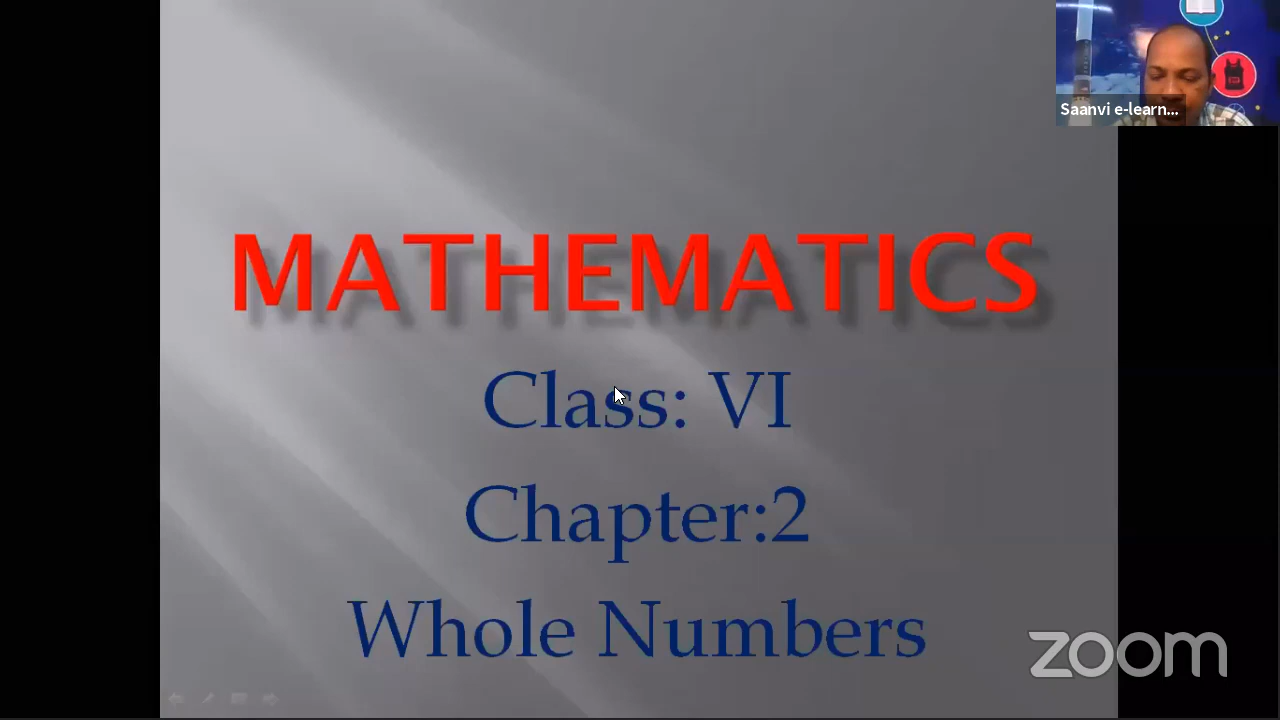 Saanvi e-learn...
MATHEMATICS
Class: VI
Chapter:2
Whole Numbers
zoom